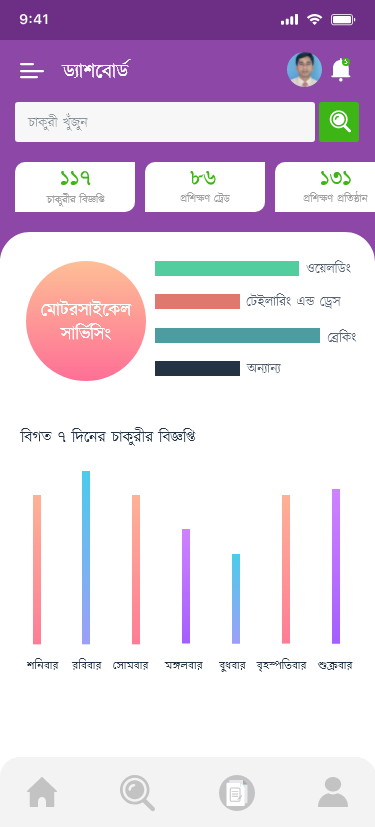 9:41
ড্যাশবোর্ড
চাকুরী খুঁজুন
১১৭
৮৬
১৩১
চাকুরীর বিজ্ঞপ্তি
প্রশিক্ষণ ট্রেড
প্রশিক্ষণ প্রতিষ্ঠান
মোটরসাইকেল
সার্ভিসিং
ওয়েলডিং
টেইলারিং এন্ড ড্রেস
ব্রেকিং
অন্যান্য
বিগত ৭ দিনের চাকুরীর বিজ্ঞপ্তি
শনিবার রবিবার সোমবার মঙ্গলবার বুধবার বৃহস্পতিবার শুক্রবার